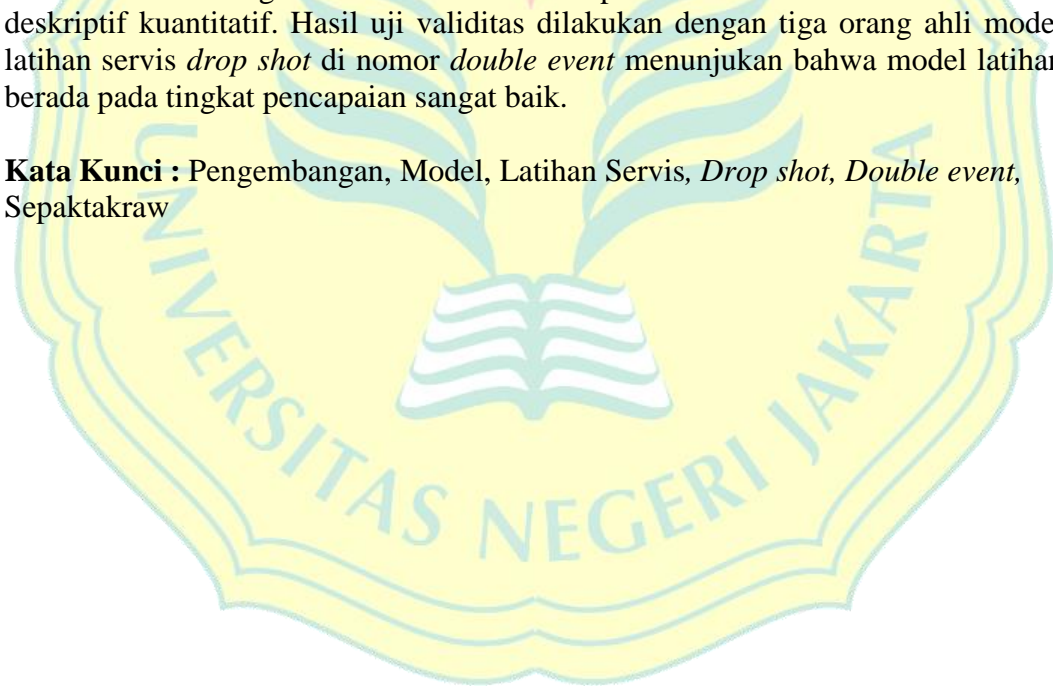 deskriptif kuantitatif. Hasil uji validitas dilakukan dengan tiga orang ahli model
latihan servis drop shot di nomor double event menunjukan bahwa model latihan
berada pada tingkat pencapaian sangat baik.
Kata Kunci : Pengembangan, Model, Latihan Servis, Drop shot, Double event,
Sepaktakraw
UNIVERSITAS NEGERI JAKARTA